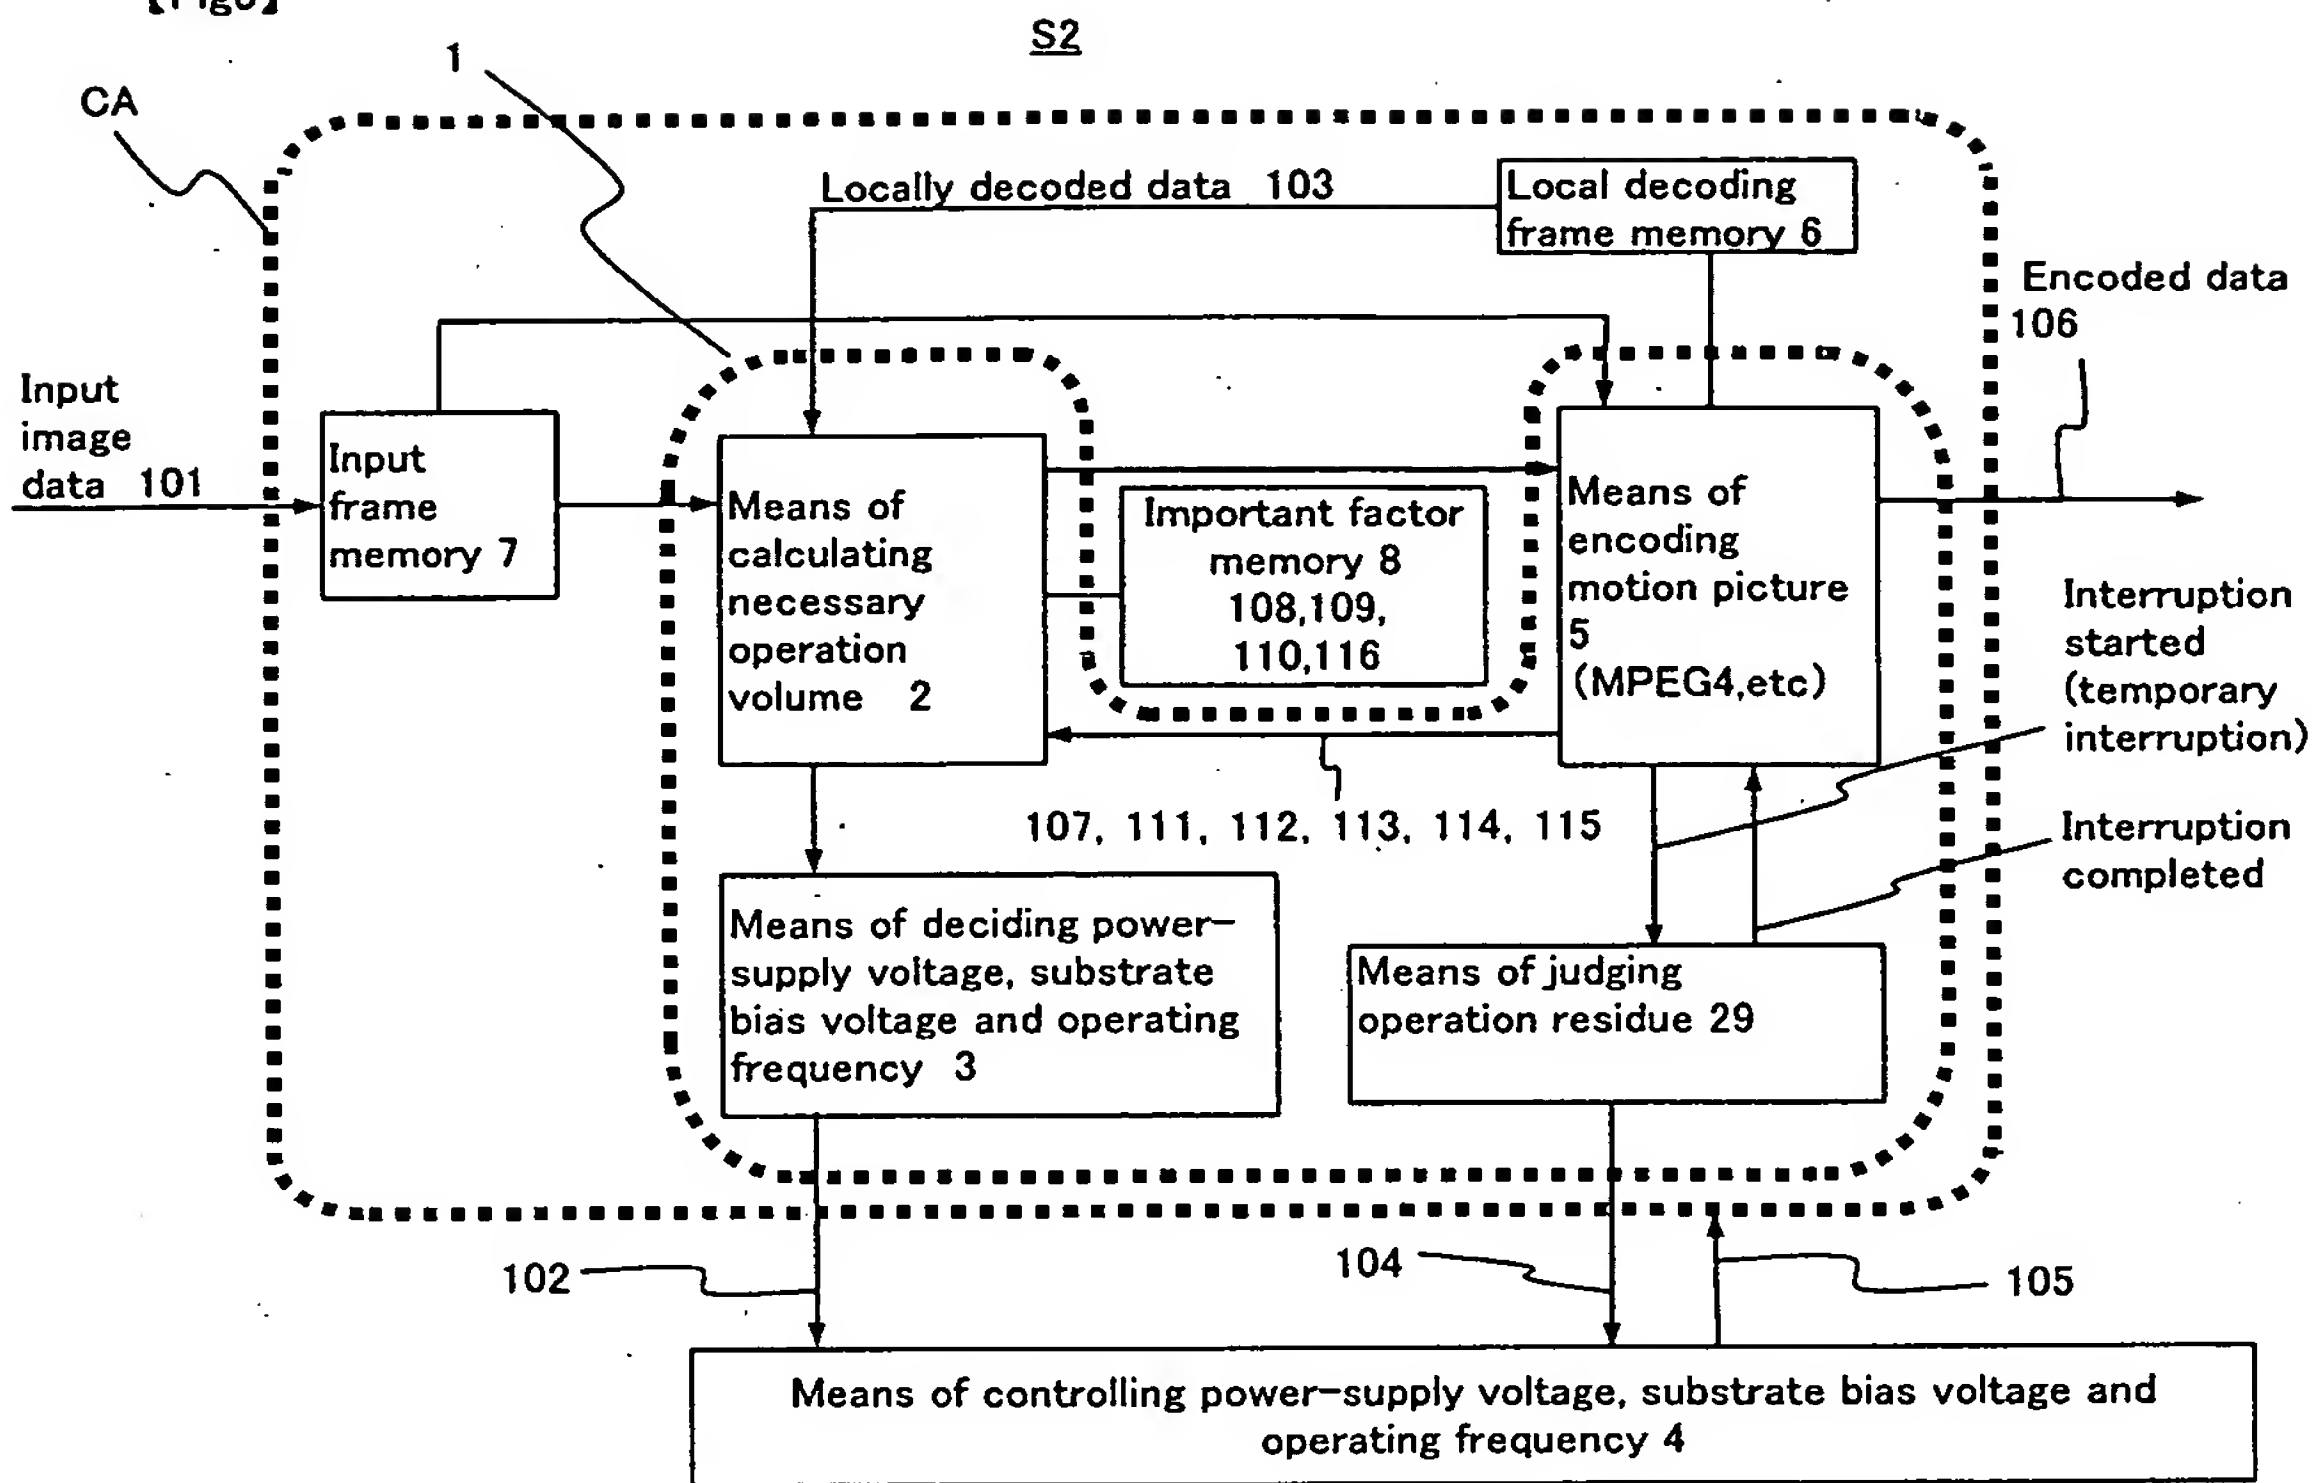 S2
1
CA
Locally decoded data 103
Local decoding
frame memory 6
Encoded data
106
Input
image
data 101
Input
frame
memory 7
Means of
calculating
necessary
operation
volume 2
Important factor
memory 8
108,109,
110,116
Means of
encoding
motion picture
5
(MPEG4,etc)
Interruption
started
(temporary
interruption)
107, 111, 112, 113, 114, 115
Interruption
completed
Means of deciding power-
supply voltage, substrate
bias voltage and operating
frequency 3
Means of judging
operation residue 29
102
104
105
Means of controlling power-supply voltage, substrate bias voltage and
operating frequency 4